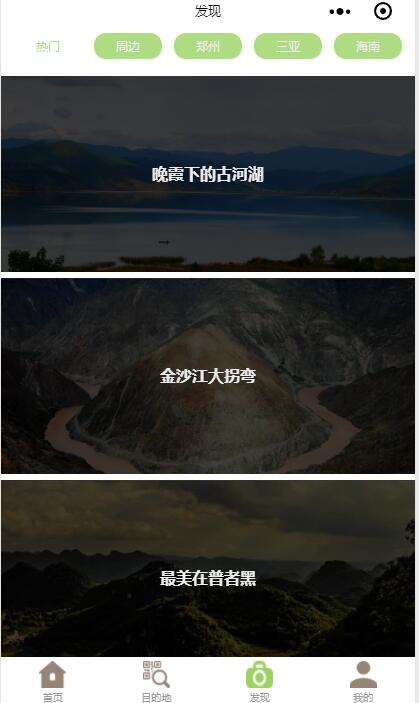 发现
热门 周边 郑州 三亚 海南
晚霞下的古河湖
金沙江大拐弯
最美在普者黑
首页 目的地 发现 我的